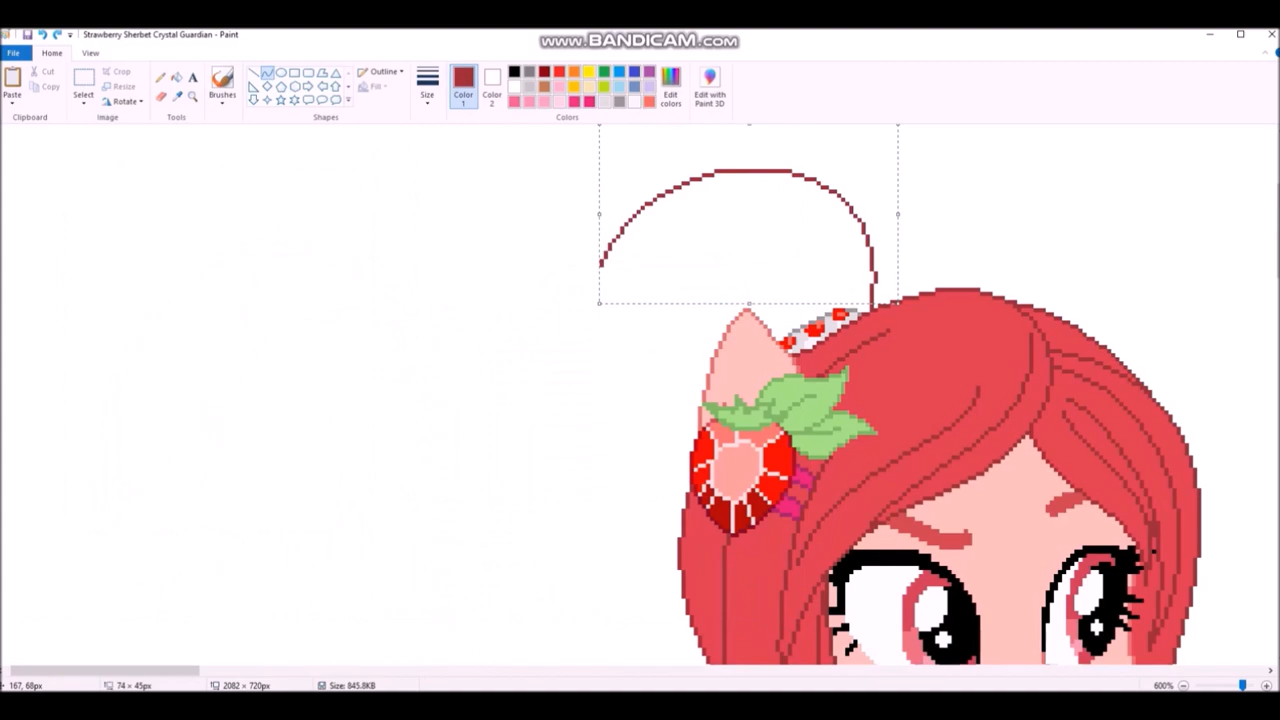 www.BANDICAM.com
Strawberry Sherbet Crystal Guardian - Paint
File Home View
Cut Crop Outline Edit colors Edit with Paint 3D
Copy Resize Fill
Paste Select Rotate Brushes Size Color 1 Color 2
Clipboard Image Tools Shapes Colors
167, 68px 74 × 45px 2082 × 720px Size: 845.8KB 600%